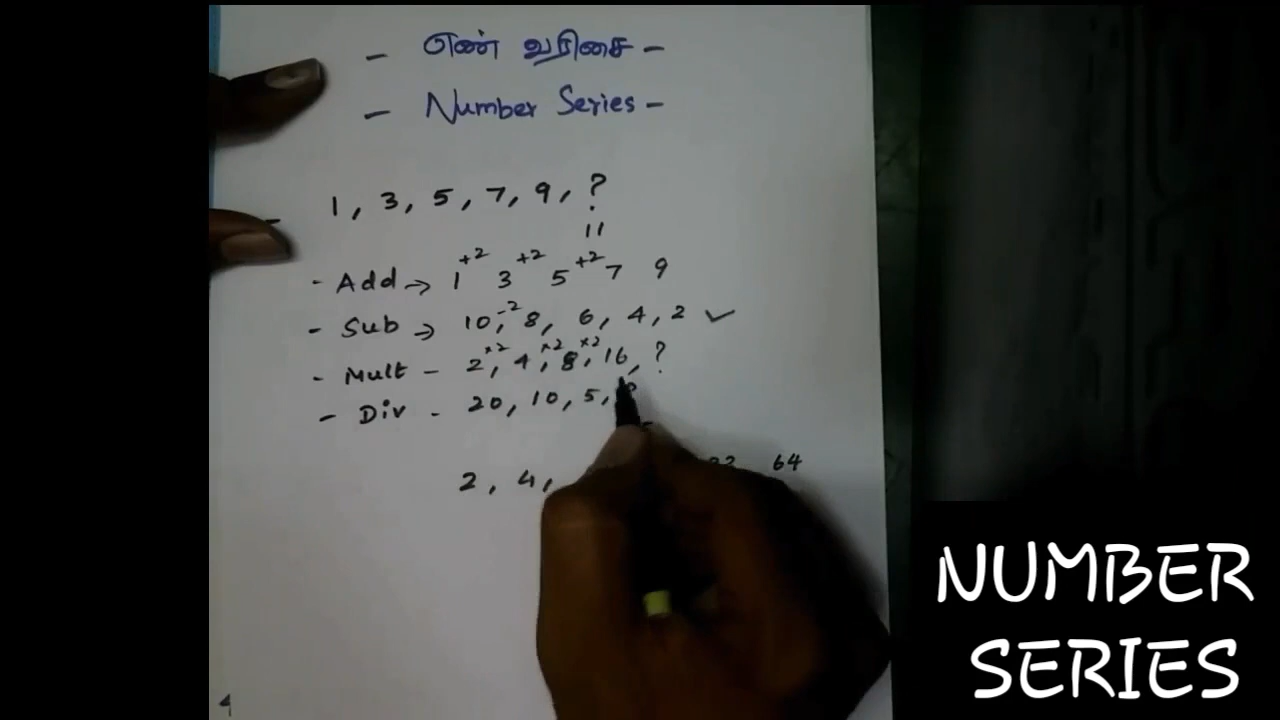 - எண் வரிசை -
- Number Series -
- 1, 3, 5, 7, 9, ?
11
- Add → 1 +2 3 +2 5 +2 7 9
- Sub → 10, -2 8, 6, 4, 2 ✓
- Mult - 2, ×2 4, ×2 8, ×2 16, ?
- Div - 20, 10, 5,
2, 4, 64
4
NUMBER
SERIES